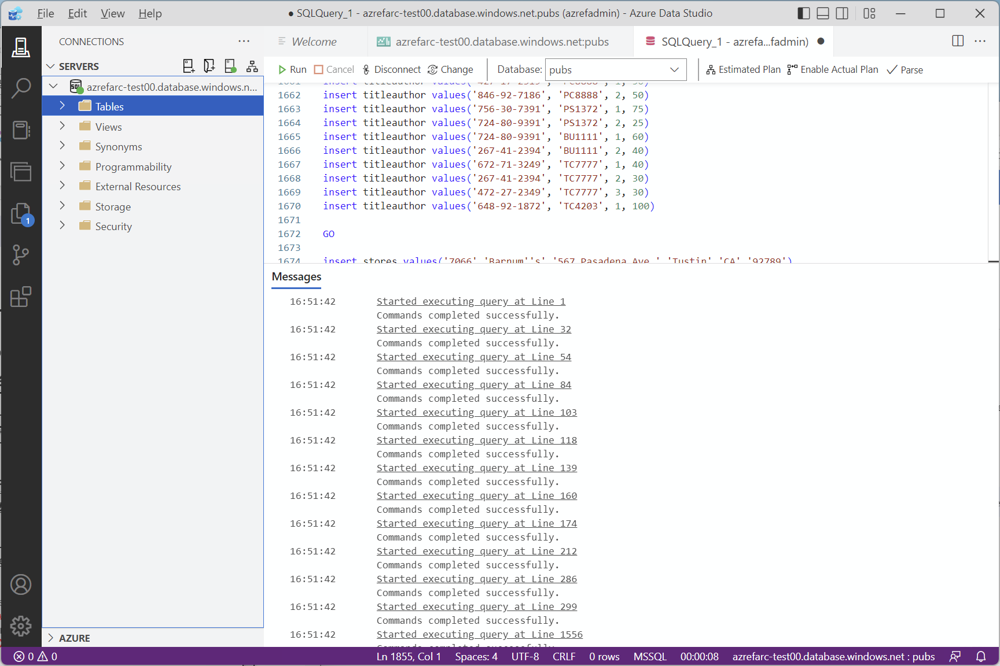 File Edit View Help
● SQLQuery_1 - azrefarc-test00.database.windows.net.pubs (azrefadmin) - Azure Data Studio
CONNECTIONS
Welcome
azrefarc-test00.database.windows.net:pubs
SQLQuery_1 - azrefa...fadmin) ●
SERVERS
Run Cancel Disconnect Change Database: pubs Estimated Plan Enable Actual Plan Parse
azrefarc-test00.database.windows.n...
Tables
Views
Synonyms
Programmability
External Resources
Storage
Security
1
AZURE
1662 insert titleauthor values('846-92-7186', 'PC8888', 2, 50)
1663 insert titleauthor values('756-30-7391', 'PS1372', 1, 75)
1664 insert titleauthor values('724-80-9391', 'PS1372', 2, 25)
1665 insert titleauthor values('724-80-9391', 'BU1111', 1, 60)
1666 insert titleauthor values('267-41-2394', 'BU1111', 2, 40)
1667 insert titleauthor values('672-71-3249', 'TC7777', 1, 40)
1668 insert titleauthor values('267-41-2394', 'TC7777', 2, 30)
1669 insert titleauthor values('472-27-2349', 'TC7777', 3, 30)
1670 insert titleauthor values('648-92-1872', 'TC4203', 1, 100)
1671
1672 GO
1673
1674 insert stores values('7066','Barnum''s','567 Pasadena Ave.','Tustin','CA','92789')
Messages
16:51:42 Started executing query at Line 1
Commands completed successfully.
16:51:42 Started executing query at Line 32
Commands completed successfully.
16:51:42 Started executing query at Line 54
Commands completed successfully.
16:51:42 Started executing query at Line 84
Commands completed successfully.
16:51:42 Started executing query at Line 103
Commands completed successfully.
16:51:42 Started executing query at Line 118
Commands completed successfully.
16:51:42 Started executing query at Line 139
Commands completed successfully.
16:51:42 Started executing query at Line 160
Commands completed successfully.
16:51:42 Started executing query at Line 174
Commands completed successfully.
16:51:42 Started executing query at Line 212
Commands completed successfully.
16:51:42 Started executing query at Line 286
Commands completed successfully.
16:51:42 Started executing query at Line 299
Commands completed successfully.
16:51:42 Started executing query at Line 1556
0 0 Ln 1855, Col 1 Spaces: 4 UTF-8 CRLF 0 rows MSSQL 00:00:08 azrefarc-test00.database.windows.net : pubs